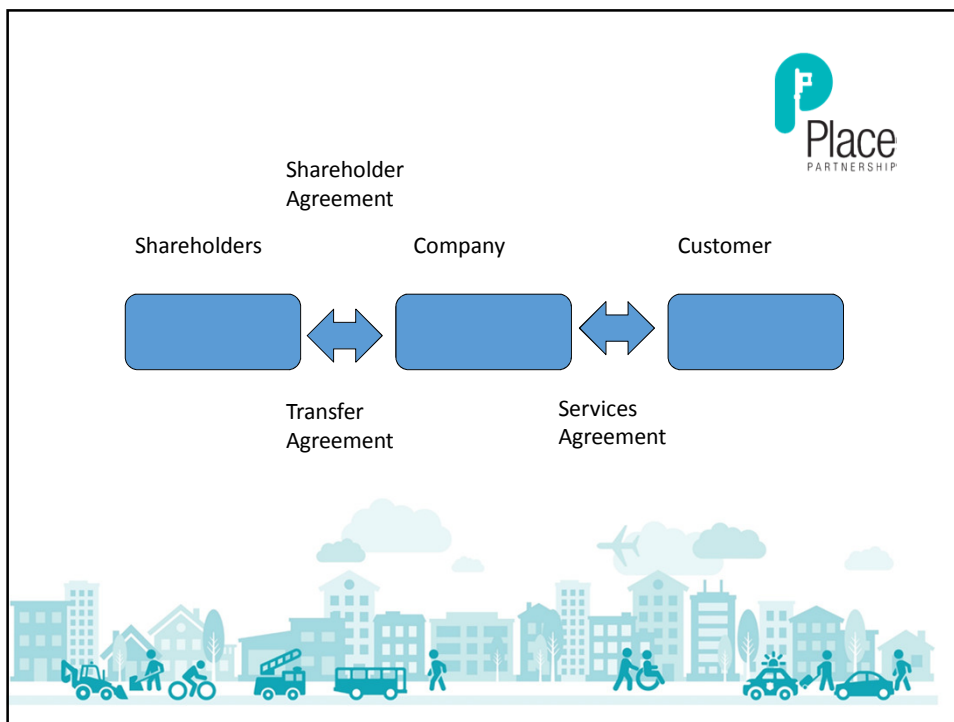 Place
PARTNERSHIP
Shareholder
Agreement
Shareholders
Company
Customer
Transfer
Agreement
Services
Agreement